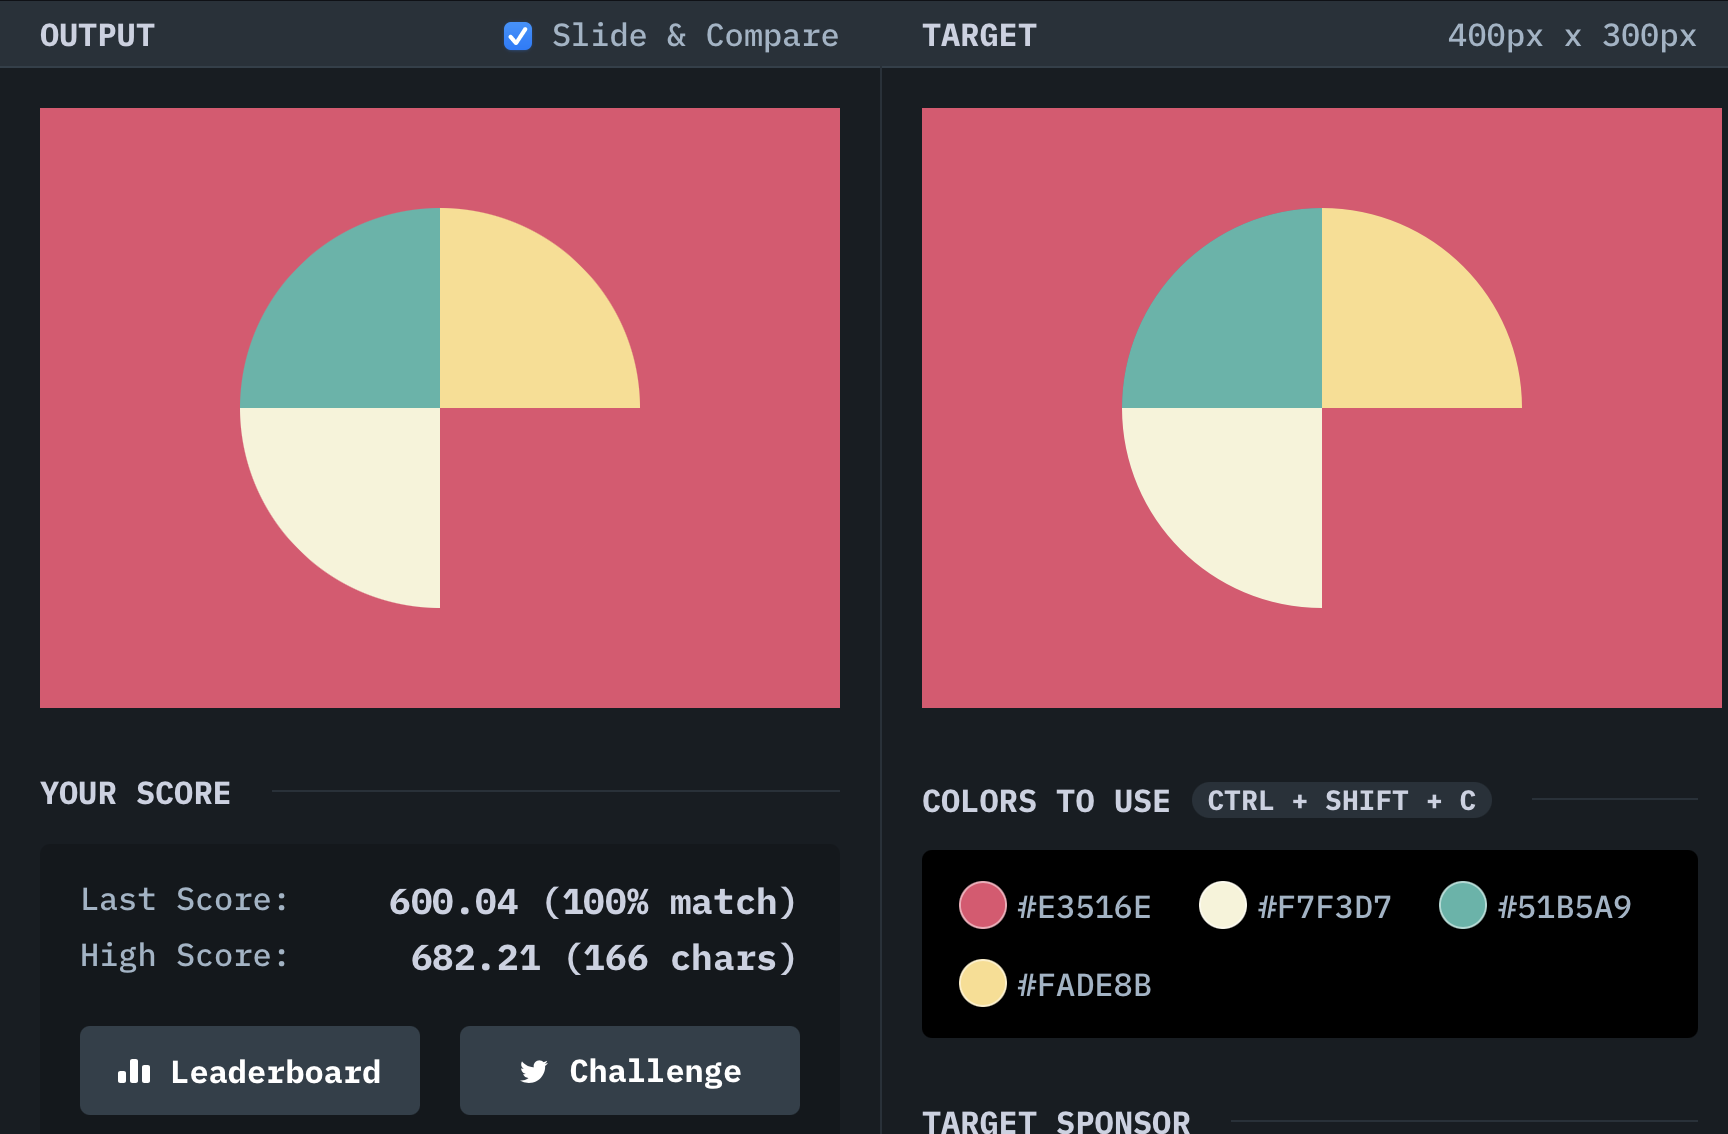 OUTPUT
Slide & Compare
TARGET
400px x 300px
YOUR SCORE
Last Score: 600.04 (100% match)
High Score: 682.21 (166 chars)
Leaderboard
Challenge
COLORS TO USE CTRL + SHIFT + C
#E3516E #F7F3D7 #51B5A9
#FADE8B
TARGET SPONSOR